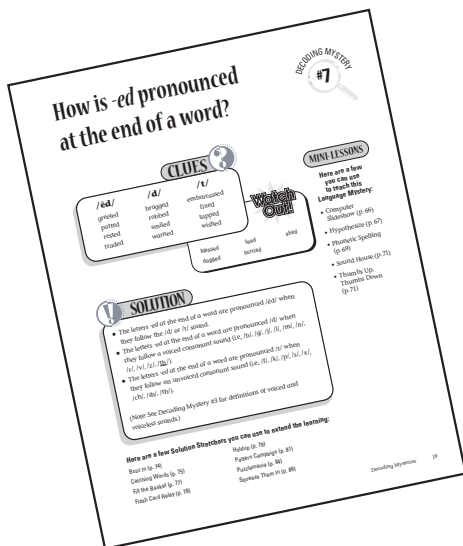 DECODING MYSTERY
#7
How is -ed pronounced
at the end of a word?
CLUES
/ĕd/ /d/ /t/
greeted bragged embarrassed
patted robbed fixed
rested smiled tapped
traded warned wished
Watch
Out!
blessed feed shed
dogged hurried
MINI-LESSONS
Here are a few
you can use
to teach this
Language Mystery:
• Computer
Slideshow (p. 66)
• Hypothesize (p. 67)
• Phonetic Spelling
(p. 69)
• Sound House (p. 71)
• Thumbs Up,
Thumbs Down
(p. 71)
SOLUTION
• The letters -ed at the end of a word are pronounced /ĕd/ when
they follow the /d/ or /t/ sound.
• The letters -ed at the end of a word are pronounced /d/ when
they follow a voiced consonant sound (i.e., /b/, /g/, /j/, /l/, /m/, /n/,
/r/, /v/, /z/, /th/).
• The letters -ed at the end of a word are pronounced /t/ when
they follow an unvoiced consonant sound (i.e., /f/, /k/, /p/, /s/, /x/,
/ch/, /sh/, /th/).
(Note: See Decoding Mystery #3 for definitions of voiced and
voiceless sounds.)
Here are a few Solution Stretchers you can use to extend the learning:
Buzz In (p. 74)
Catching Words (p. 75)
Fill the Basket (p. 77)
Flash Card Relay (p. 78)
Holdup (p. 79)
Pattern Campaign (p. 81)
Puzzlemania (p. 84)
Squeeze Them In (p. 86)
Decoding Mysteries